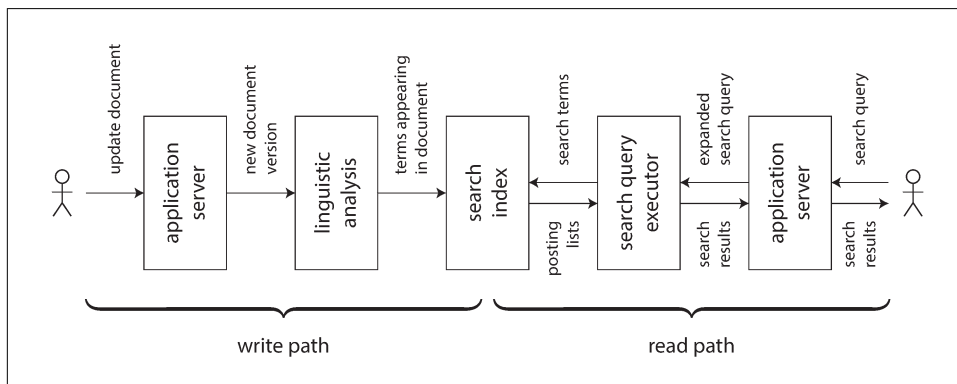 update document
application
server
new document
version
linguistic
analysis
terms appearing
in document
search
index
search terms
posting
lists
search query
executor
expanded
search query
search
results
application
server
search query
search
results
write path
read path